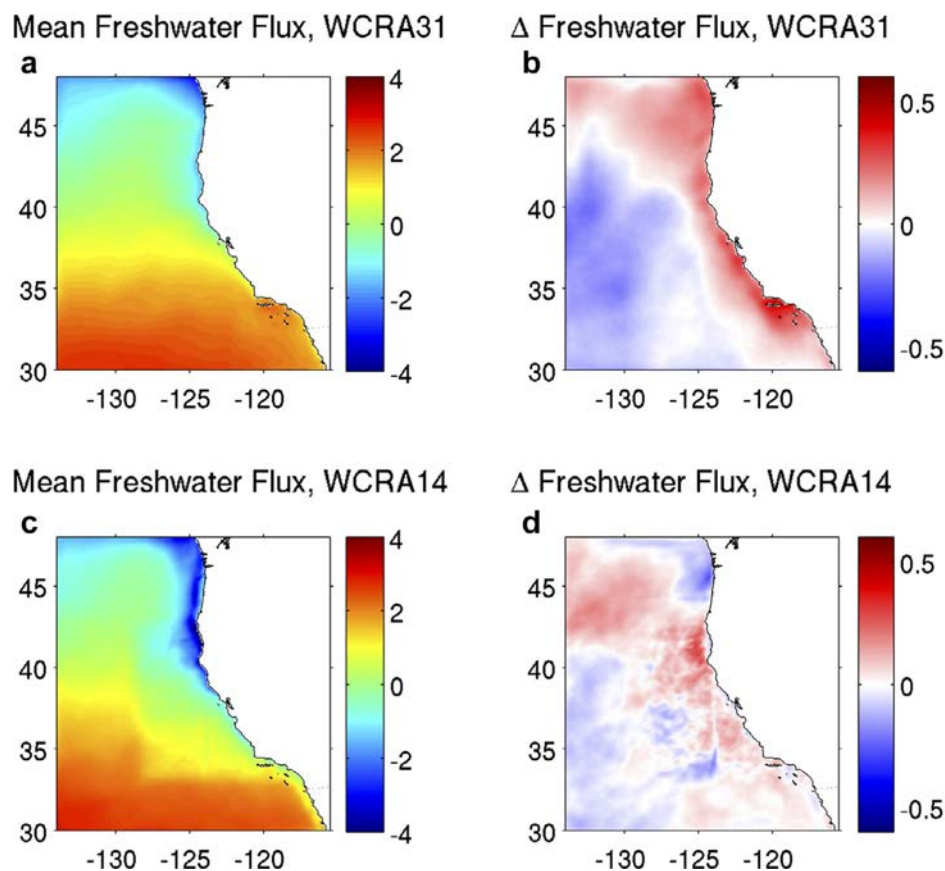 Mean Freshwater Flux, WCRA31
Δ Freshwater Flux, WCRA31
a
b
45
40
35
30
-130 -125 -120
4
2
0
-2
-4
45
40
35
30
-130 -125 -120
0.5
0
-0.5
Mean Freshwater Flux, WCRA14
Δ Freshwater Flux, WCRA14
c
d
45
40
35
30
-130 -125 -120
4
2
0
-2
-4
45
40
35
30
-130 -125 -120
0.5
0
-0.5